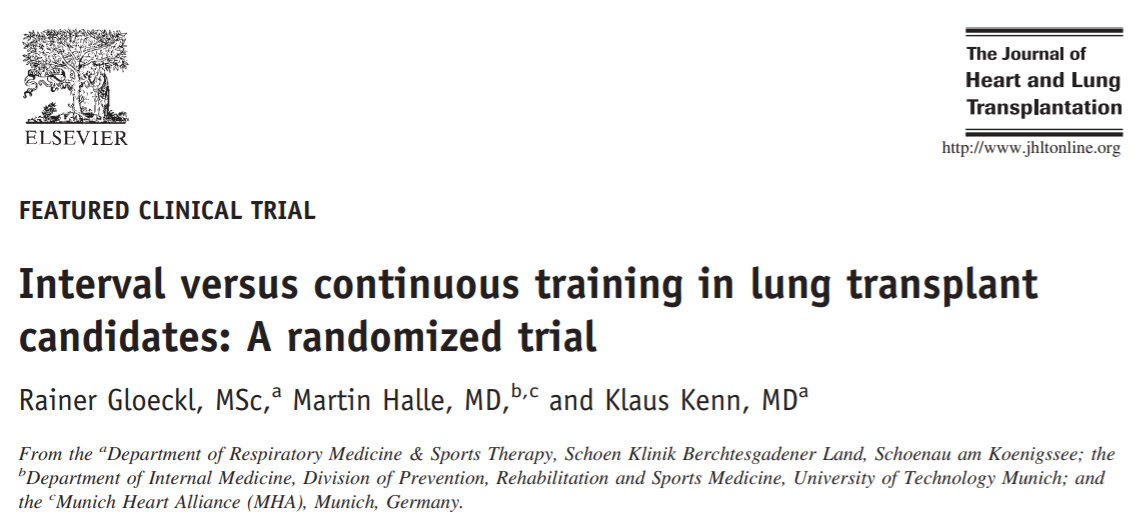 ELSEVIER
The Journal of
Heart and Lung
Transplantation
http://www.jhltonline.org
FEATURED CLINICAL TRIAL
Interval versus continuous training in lung transplant
candidates: A randomized trial
Rainer Gloeckl, MSc,a Martin Halle, MD,b,c and Klaus Kenn, MDa
From the aDepartment of Respiratory Medicine & Sports Therapy, Schoen Klinik Berchtesgadener Land, Schoenau am Koenigssee; the
bDepartment of Internal Medicine, Division of Prevention, Rehabilitation and Sports Medicine, University of Technology Munich; and
the cMunich Heart Alliance (MHA), Munich, Germany.